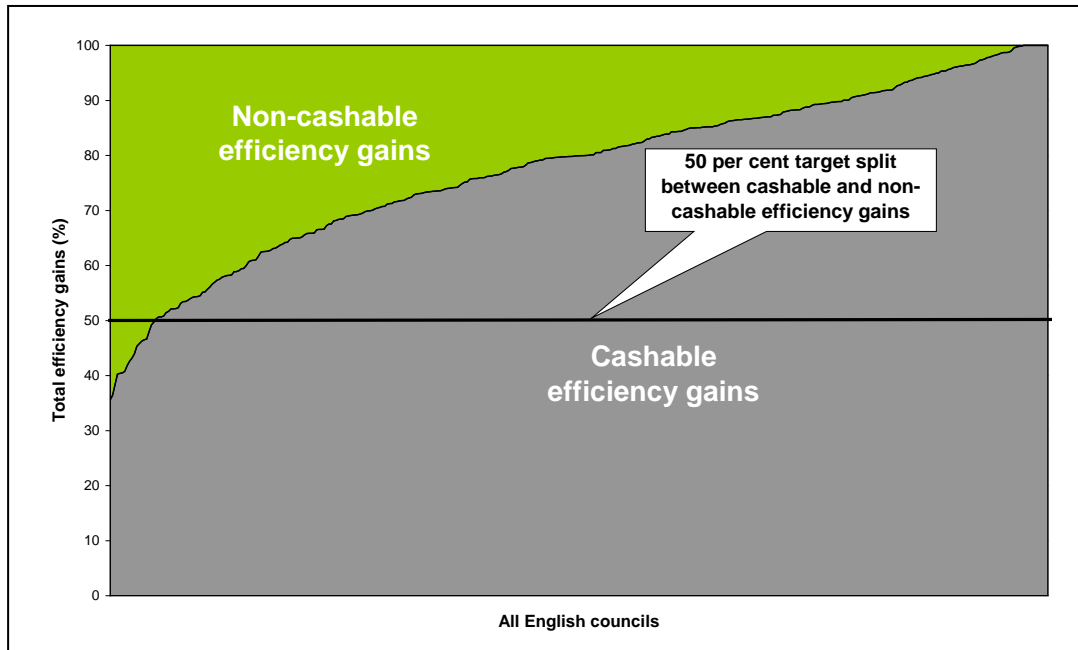 100
90
80
70
60
50
40
30
20
10
0
Total efficiency gains (%)
Non-cashable
efficiency gains
50 per cent target split
between cashable and non-
cashable efficiency gains
Cashable
efficiency gains
All English councils